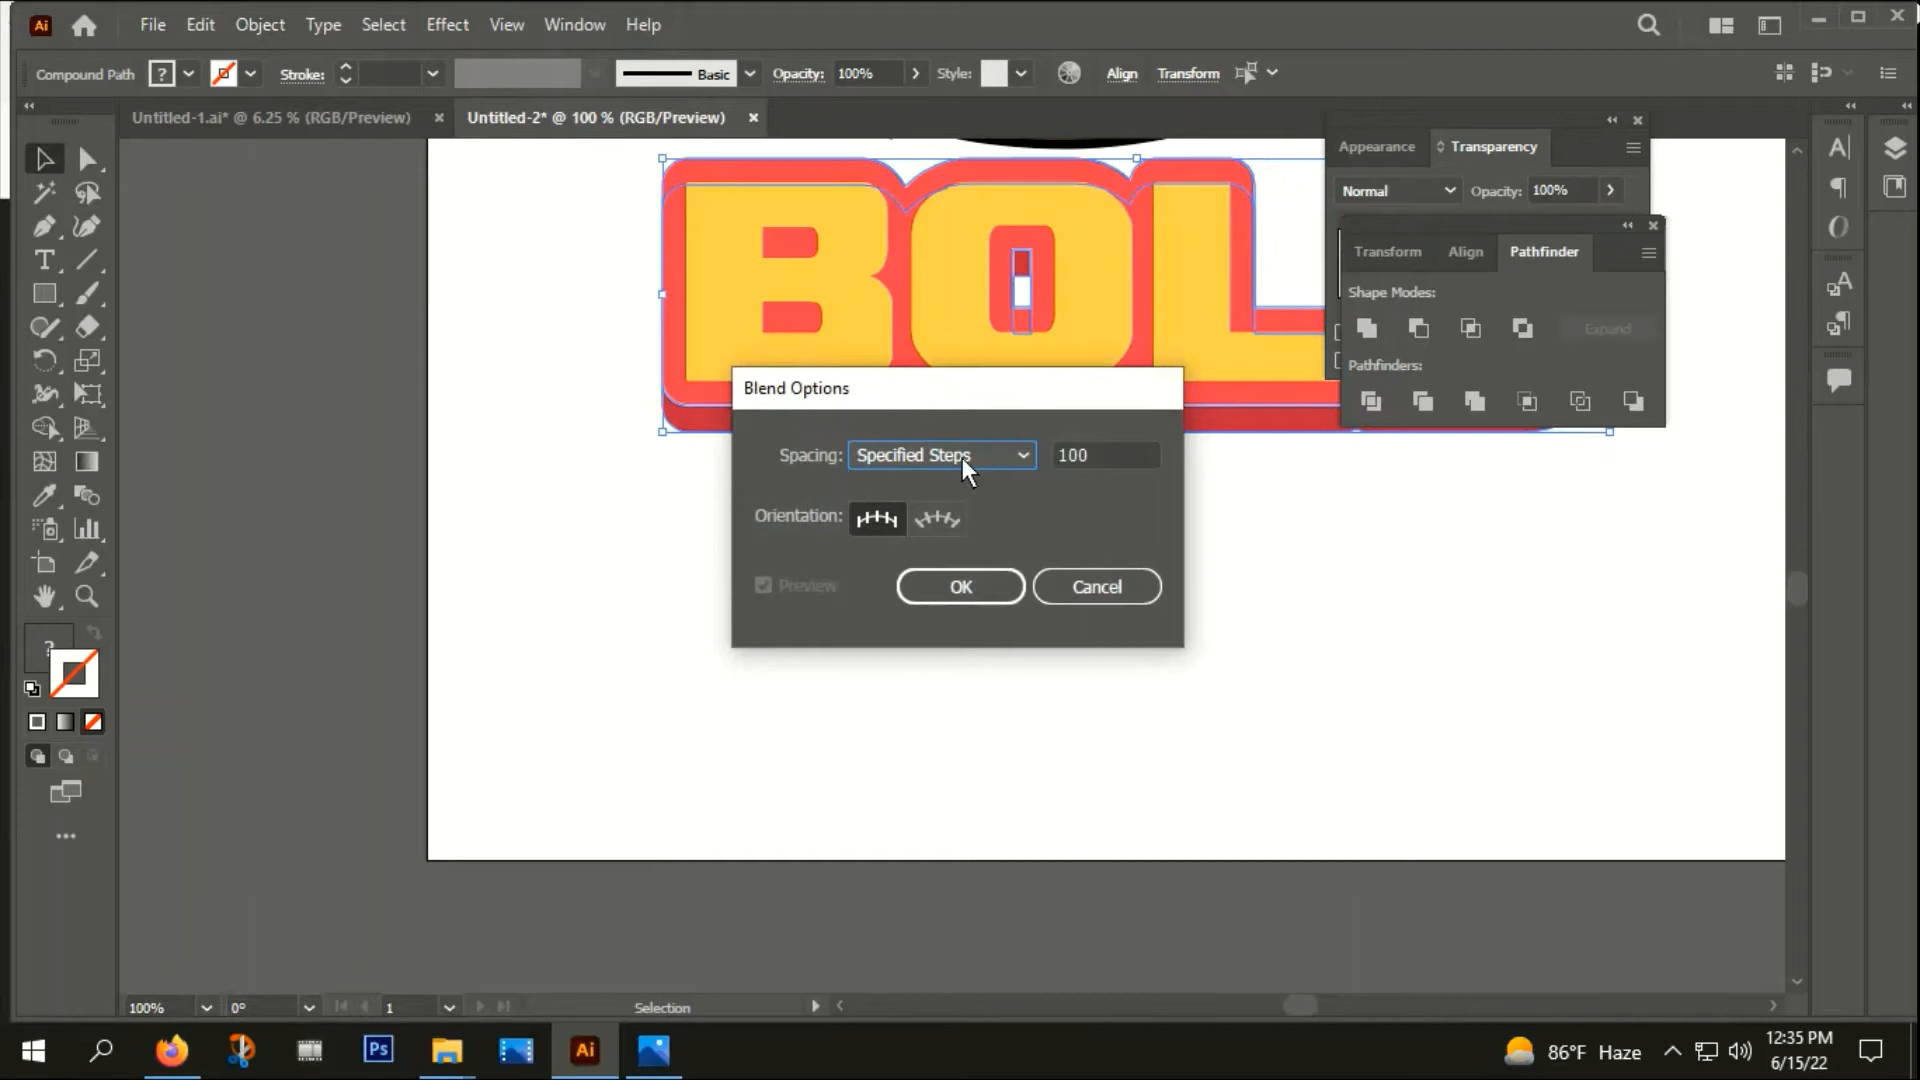 Ai File Edit Object Type Select Effect View Window Help
Compound Path ? Stroke: Basic Opacity: 100% Style: Align Transform
Untitled-1.ai* @ 6.25 % (RGB/Preview) × Untitled-2* @ 100 % (RGB/Preview) ×
Appearance Transparency
Normal Opacity: 100%
Transform Align Pathfinder
Shape Modes:
Expand
Pathfinders:
BOL
Blend Options
Spacing: Specified Steps 100
Orientation:
Preview OK Cancel
?
100% 0° 1 Selection
Ps Ai 86°F Haze 12:35 PM
6/15/22